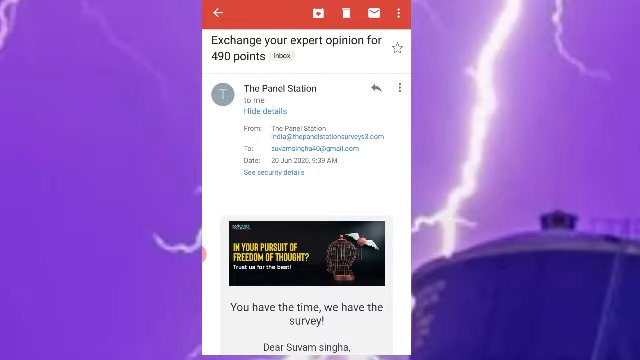 Exchange your expert opinion for
490 points Inbox
T
The Panel Station
to me
Hide details
From: The Panel Station
india@thepanelstationsurveys3.com
To: suvamsingha40@gmail.com
Date: 20 Jun 2020, 9:39 AM
See security details
IN YOUR PURSUIT OF
FREEDOM OF THOUGHT?
Trust us for the best!
You have the time, we have the
survey!
Dear Suvam singha,